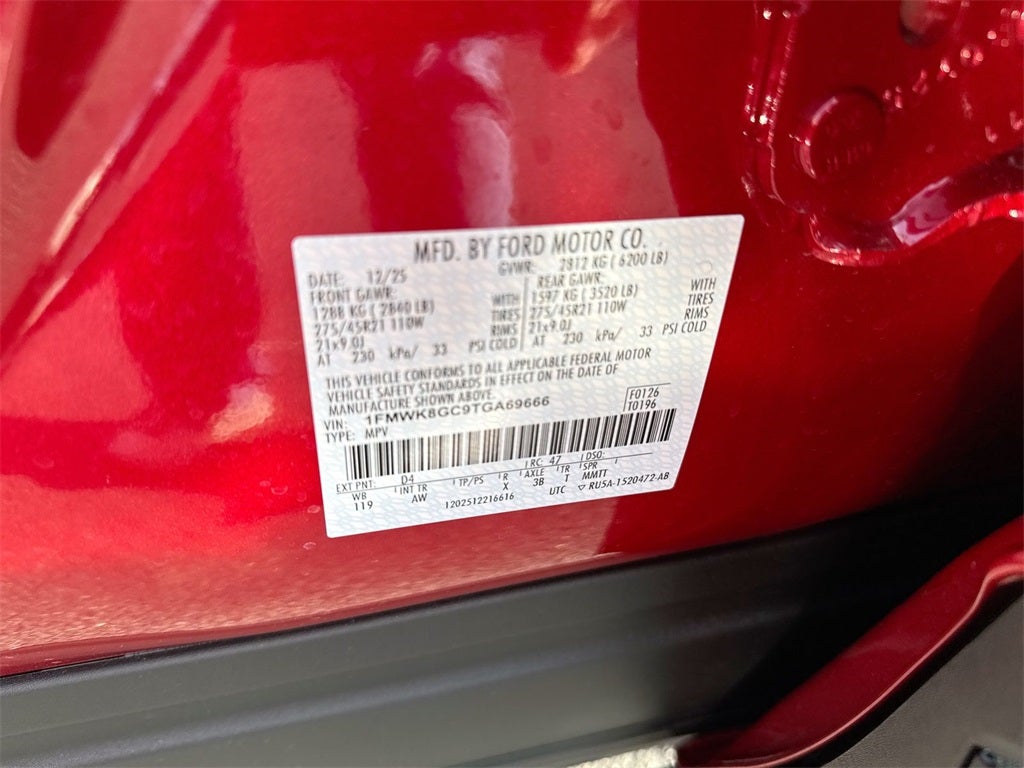 MFD. BY FORD MOTOR CO.
DATE: 12/25 GVWR: 2812 KG ( 6200 LB)
FRONT GAWR: REAR GAWR:
1288 KG ( 2840 LB) WITH 1597 KG ( 3520 LB) WITH
275/45R21 110W TIRES 275/45R21 110W TIRES
21x9.0J RIMS 21x9.0J RIMS
AT 230 kPa/ 33 PSI COLD AT 230 kPa/ 33 PSI COLD
THIS VEHICLE CONFORMS TO ALL APPLICABLE FEDERAL MOTOR
VEHICLE SAFETY STANDARDS IN EFFECT ON THE DATE OF
MANUFACTURE SHOWN ABOVE.
VIN: 1FMWK8GC9TGA69666 F0126
TYPE: MPV T0196
EXT PNT: D4 RC: 47 DSO:
WB INT TR TP/PS R AXLE TR SPR
119 AW X 3B T MMTT
1202512216616 UTC ▽ RU5A-1520472-AB